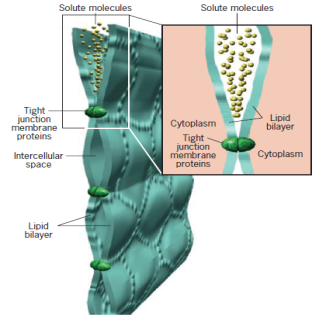 Solute molecules
Tight
junction
membrane
proteins
Intercellular
space
Lipid
bilayer
Solute molecules
Cytoplasm
Lipid
bilayer
Tight
junction
membrane
proteins
Cytoplasm